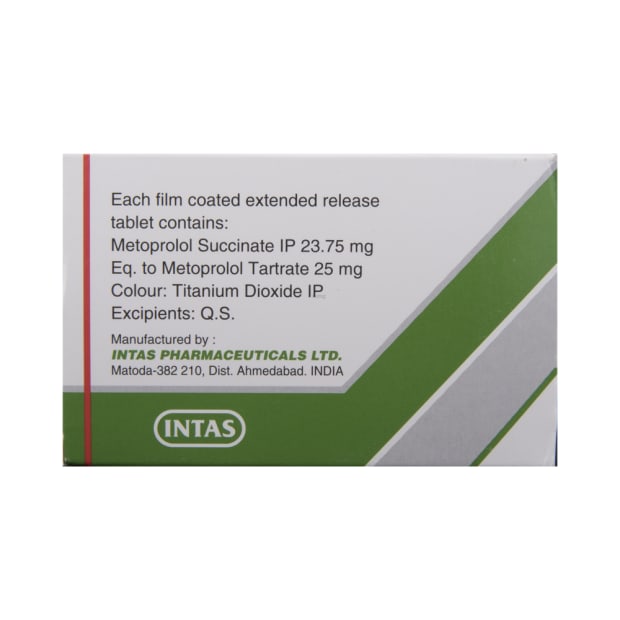 Each film coated extended release
tablet contains:
Metoprolol Succinate IP 23.75 mg
Eq. to Metoprolol Tartrate 25 mg
Colour: Titanium Dioxide IP
Excipients: Q.S.
Manufactured by :
INTAS PHARMACEUTICALS LTD.
Matoda-382 210, Dist. Ahmedabad. INDIA
INTAS